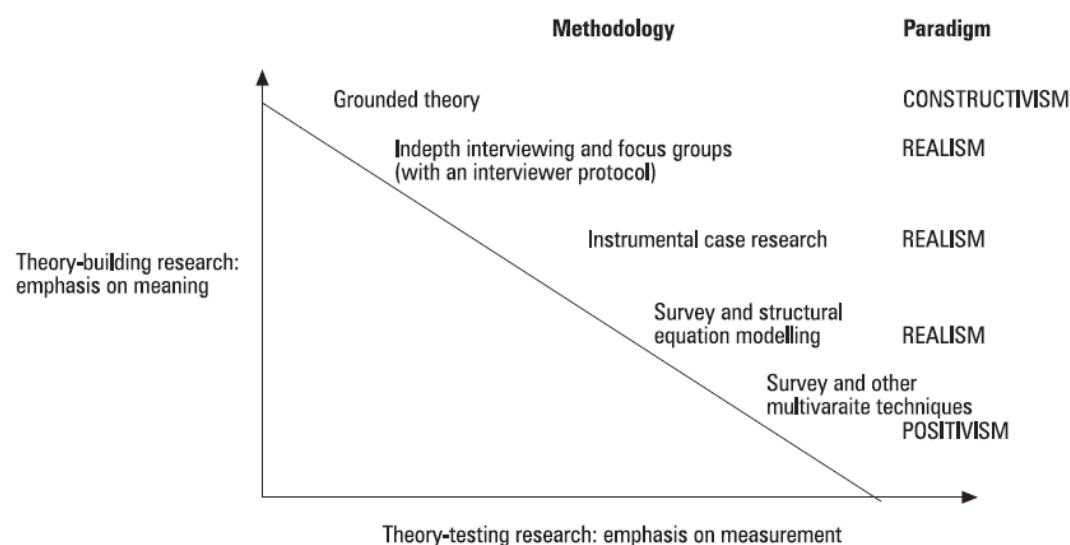 Methodology Paradigm
Grounded theory CONSTRUCTIVISM
Indepth interviewing and focus groups REALISM
(with an interviewer protocol)
Instrumental case research REALISM
Theory-building research:
emphasis on meaning
Survey and structural
equation modelling REALISM
Survey and other
multivaraite techniques
POSITIVISM
Theory-testing research: emphasis on measurement